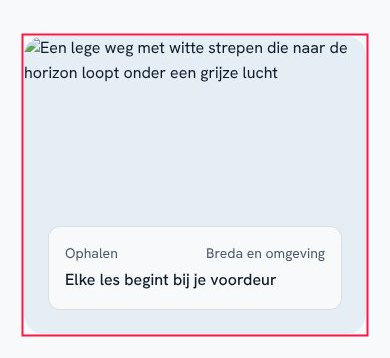 Een lege weg met witte strepen die naar de
horizon loopt onder een grijze lucht
Ophalen
Breda en omgeving
Elke les begint bij je voordeur